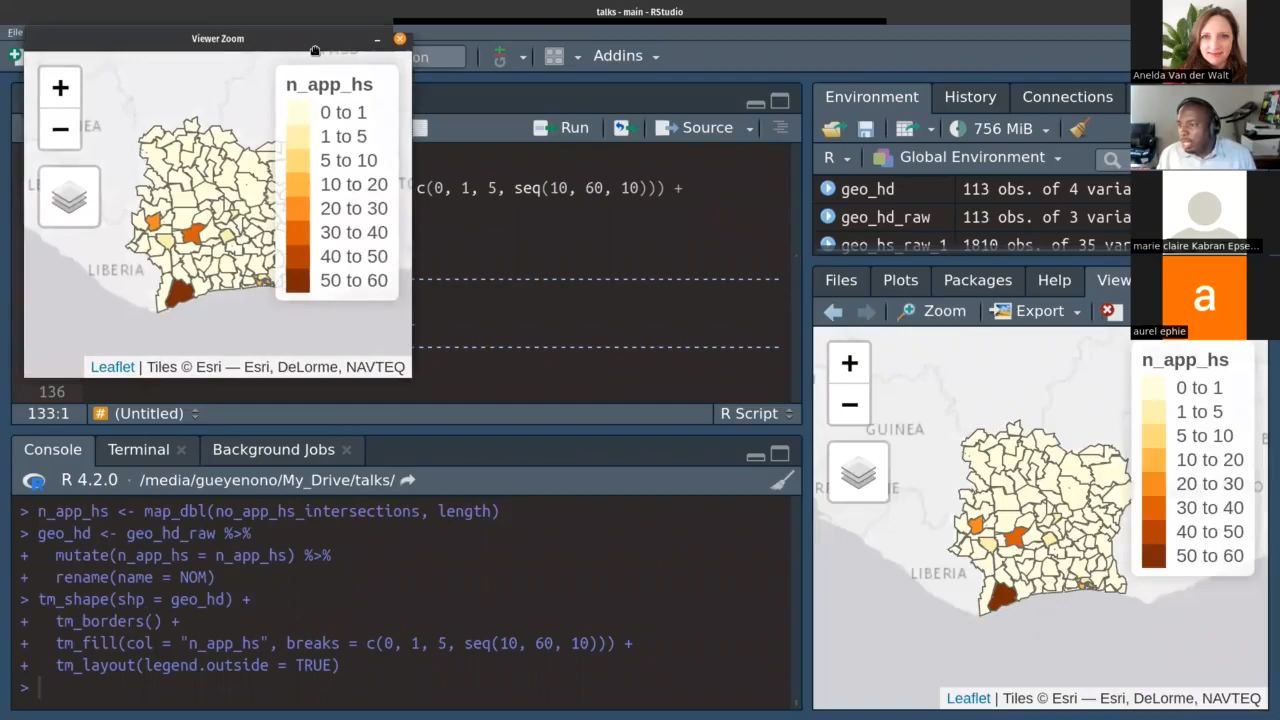 talks - main - RStudio
File
Viewer Zoom
on
Addins
+
−
n_app_hs
0 to 1
1 to 5
5 to 10
10 to 20
20 to 30
30 to 40
40 to 50
50 to 60
LIBERIA
Leaflet | Tiles © Esri — Esri, DeLorme, NAVTEQ
Run
Source
c(0, 1, 5, seq(10, 60, 10))) +
136
133:1
# (Untitled)
R Script
Console
Terminal
Background Jobs
R 4.2.0 · /media/gueyenono/My_Drive/talks/
> n_app_hs <- map_dbl(no_app_hs_intersections, length)
> geo_hd <- geo_hd_raw %>%
+   mutate(n_app_hs = n_app_hs) %>%
+   rename(name = NOM)
> tm_shape(shp = geo_hd) +
+   tm_borders() +
+   tm_fill(col = "n_app_hs", breaks = c(0, 1, 5, seq(10, 60, 10))) +
+   tm_layout(legend.outside = TRUE)
>
Environment
History
Connections
756 MiB
R
Global Environment
geo_hd 113 obs. of 4 varia
geo_hd_raw 113 obs. of 3 varia
geo_hs_raw_1 1810 obs. of 35 var
Files
Plots
Packages
Help
View
Zoom
Export
+
−
GUINEA
LIBERIA
n_app_hs
0 to 1
1 to 5
5 to 10
10 to 20
20 to 30
30 to 40
40 to 50
50 to 60
Leaflet | Tiles © Esri — Esri, DeLorme, NAVTEQ
Anelda Van der Walt
marie claire Kabran Epse...
a
aurel ephie